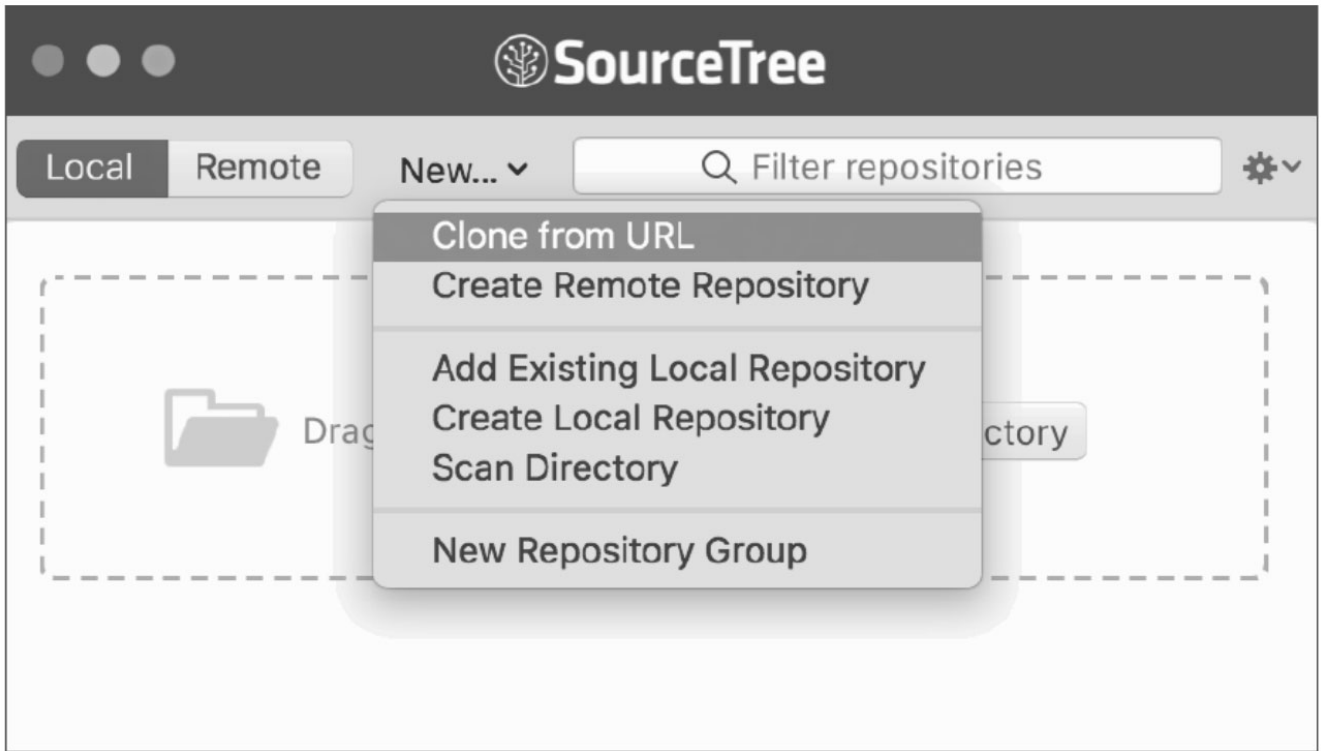 SourceTree
Local Remote New... Filter repositories
Clone from URL
Create Remote Repository
Add Existing Local Repository
Create Local Repository
Scan Directory
New Repository Group